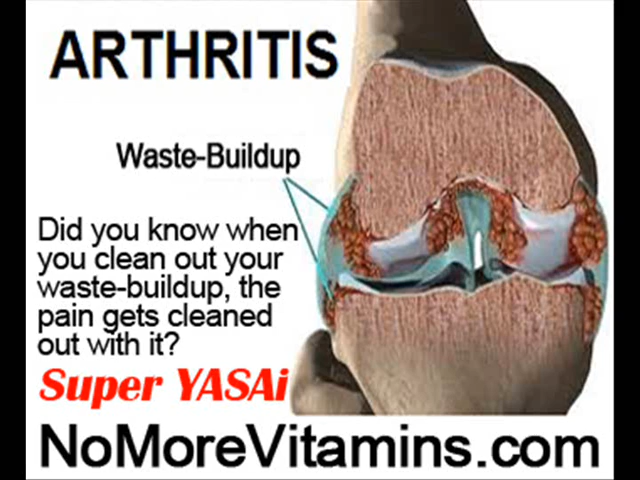 ARTHRITIS
Waste-Buildup
Did you know when
you clean out your
waste-buildup, the
pain gets cleaned
out with it?
Super YASAi
NoMoreVitamins.com